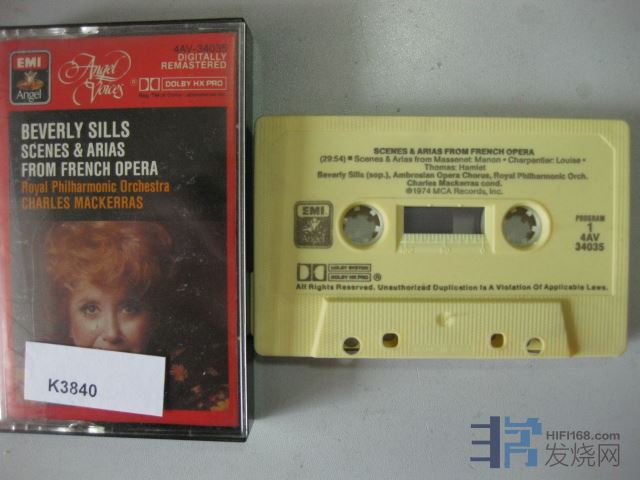 EMI
Angel
Angel Voices
4AV-34035
DIGITALLY
REMASTERED
DOLBY HX PRO
BEVERLY SILLS
SCENES & ARIAS
FROM FRENCH OPERA
Royal Philharmonic Orchestra
CHARLES MACKERRAS
K3840
SCENES & ARIAS FROM FRENCH OPERA
(29:54) ■ Scenes & Arias from Massenet: Manon • Charpentier: Louise •
Thomas: Hamlet
Beverly Sills (sop.), Ambrosian Opera Chorus, Royal Philharmonic Orch.
Charles Mackerras cond.
℗1974 MCA Records, Inc.
EMI
Angel
PROGRAM
1
4AV
34035
DOLBY SYSTEM
DOLBY HX PRO ®
All Rights Reserved. Unauthorized Duplication Is A Violation Of Applicable Laws.
HIFI168.com
发烧网